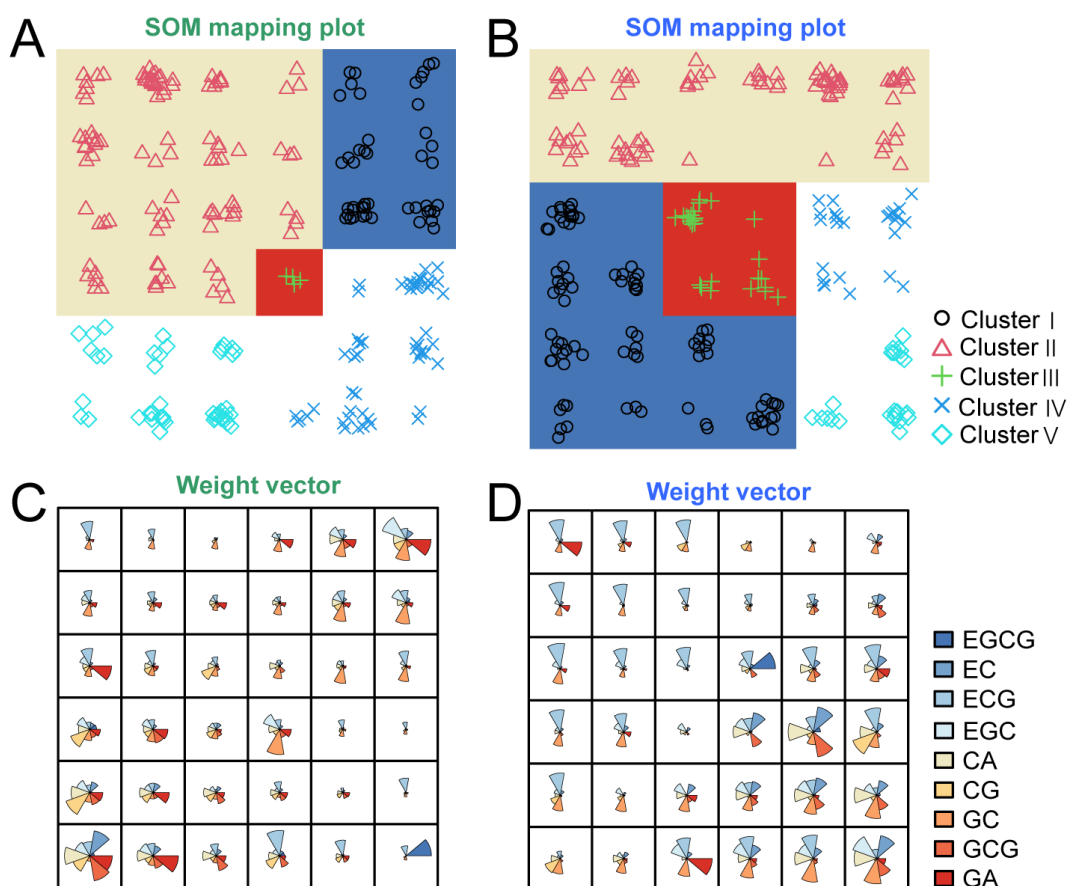 A
SOM mapping plot
B
SOM mapping plot
Cluster I
Cluster II
Cluster III
Cluster IV
Cluster V
C
Weight vector
D
Weight vector
EGCG
EC
ECG
EGC
CA
CG
GC
GCG
GA